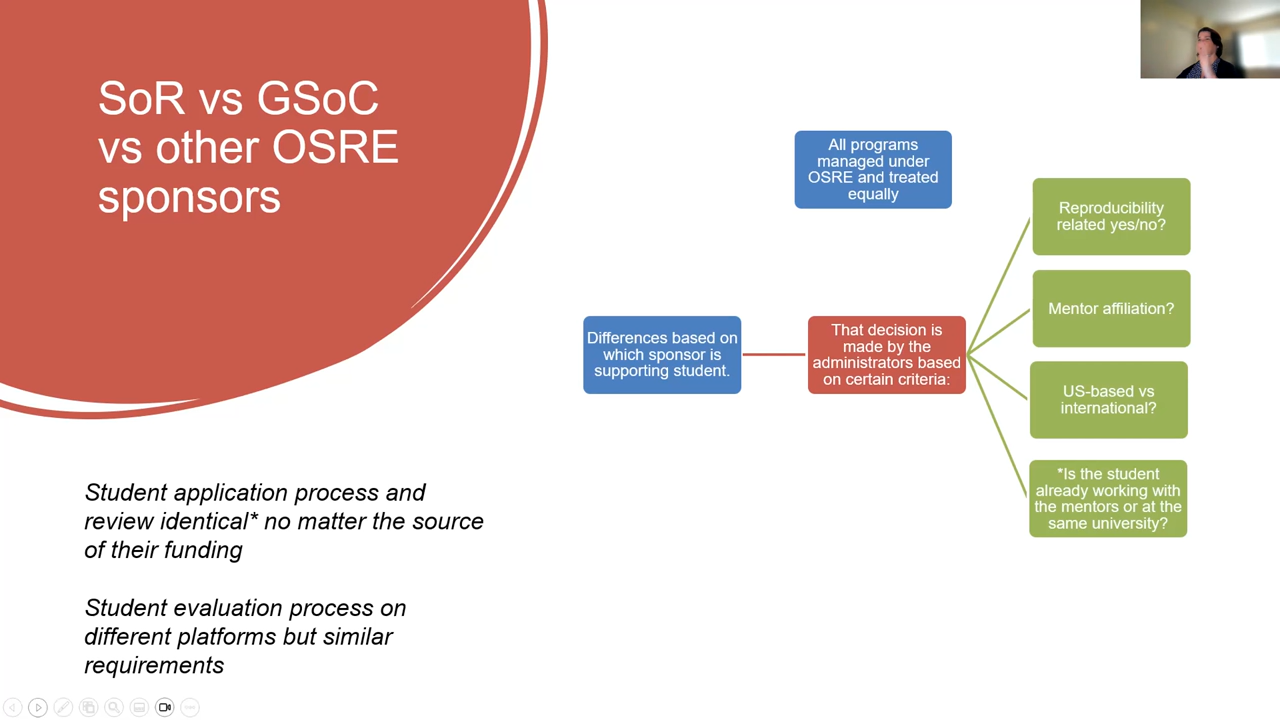 SoR vs GSoC
vs other OSRE
sponsors
Student application process and
review identical* no matter the source
of their funding
Student evaluation process on
different platforms but similar
requirements
All programs
managed under
OSRE and treated
equally
Differences based on
which sponsor is
supporting student.
That decision is
made by the
administrators based
on certain criteria:
Reproducibility
related yes/no?
Mentor affiliation?
US-based vs
international?
*Is the student
already working with
the mentors or at the
same university?